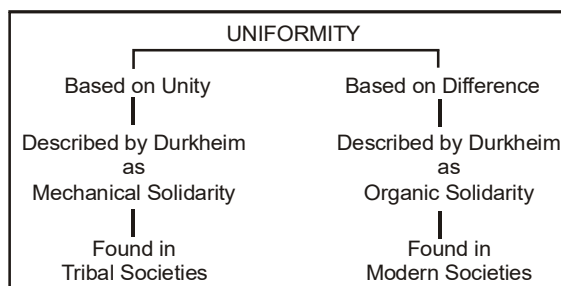 UNIFORMITY
Based on Unity
Described by Durkheim
as
Mechanical Solidarity
Found in
Tribal Societies
Based on Difference
Described by Durkheim
as
Organic Solidarity
Found in
Modern Societies